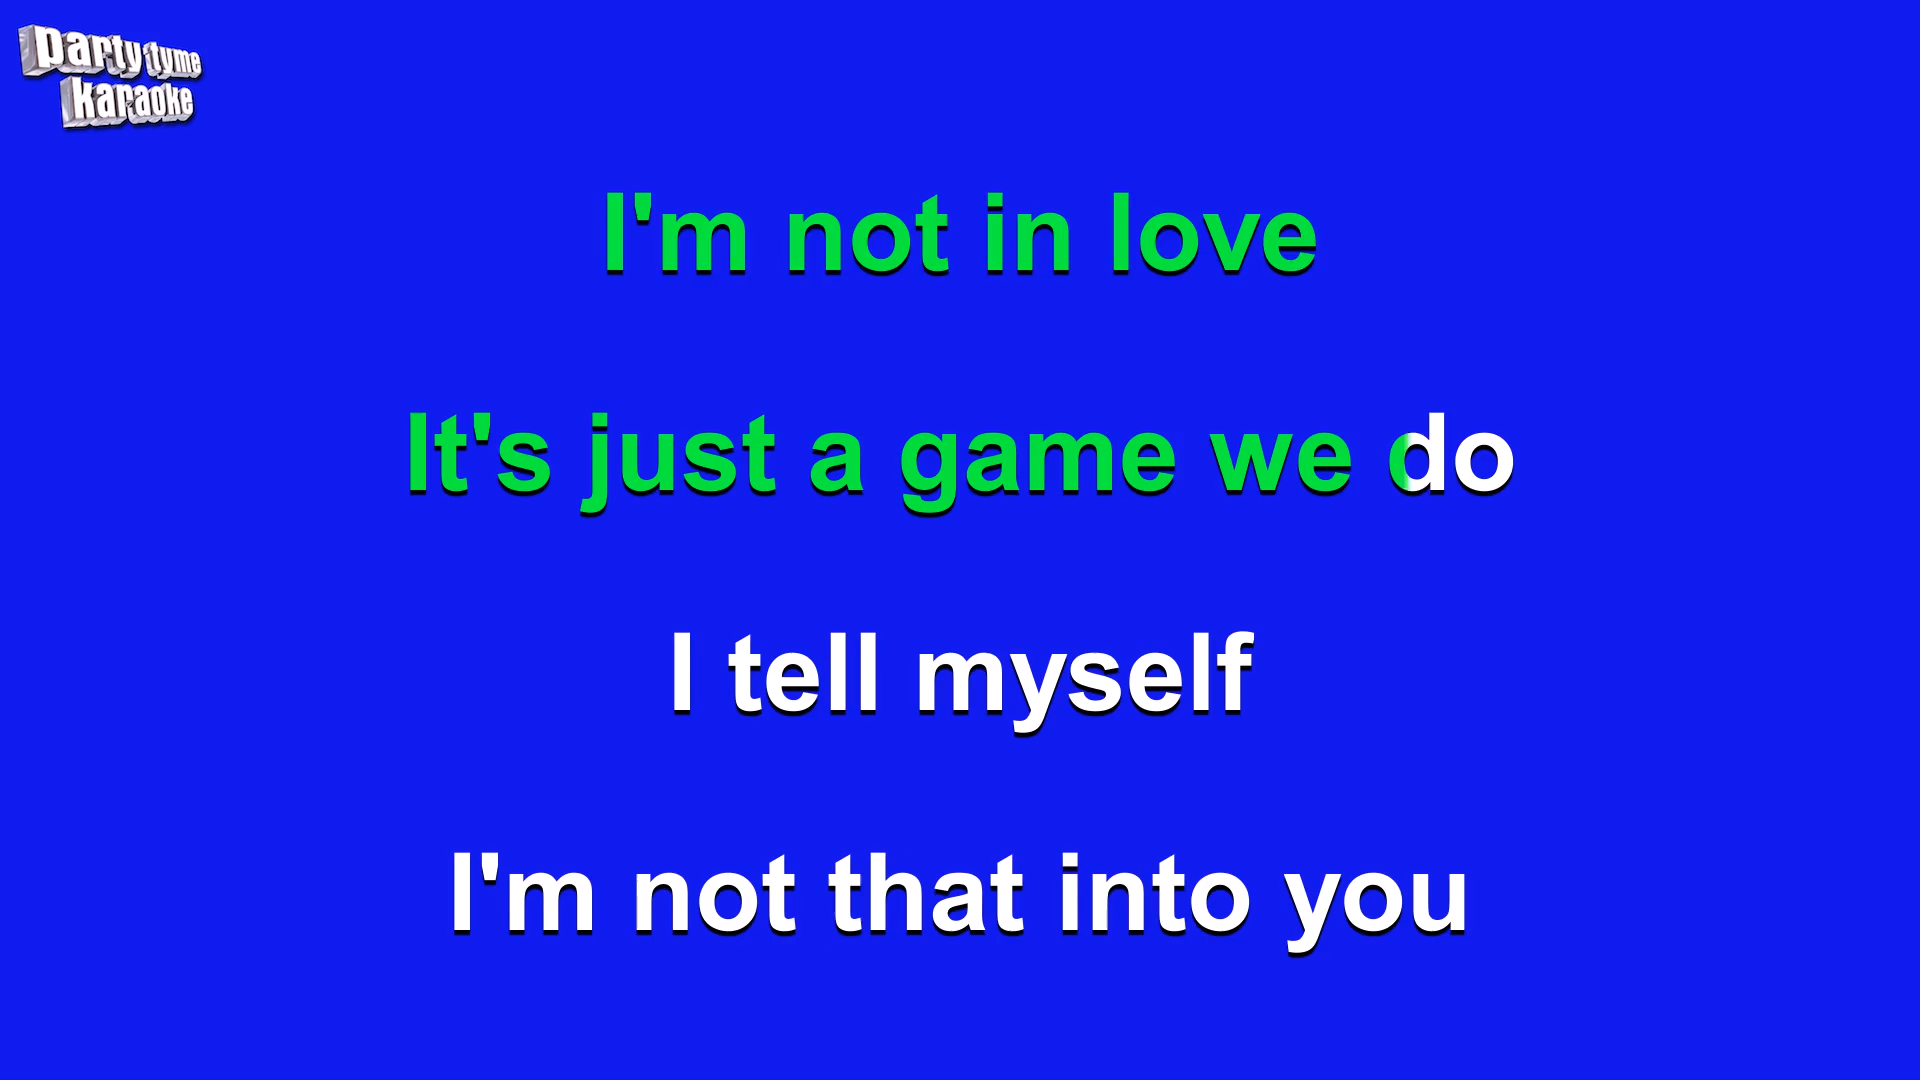 party tyme
karaoke
I'm not in love
It's just a game we do
I tell myself
I'm not that into you